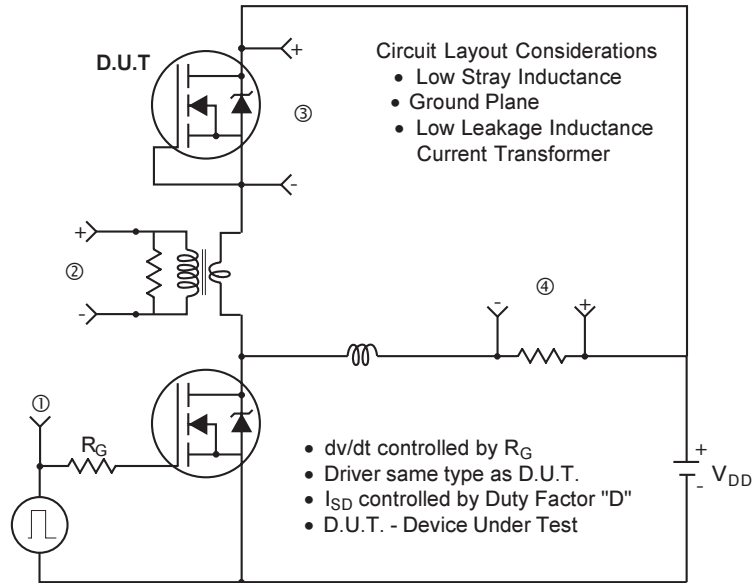 D.U.T
+
Circuit Layout Considerations
• Low Stray Inductance
• Ground Plane
• Low Leakage Inductance
Current Transformer
③
-
+
②
-
④
-
+
①
R_G
• dv/dt controlled by R_G
• Driver same type as D.U.T.
• I_SD controlled by Duty Factor "D"
• D.U.T. - Device Under Test
+
V_DD
-